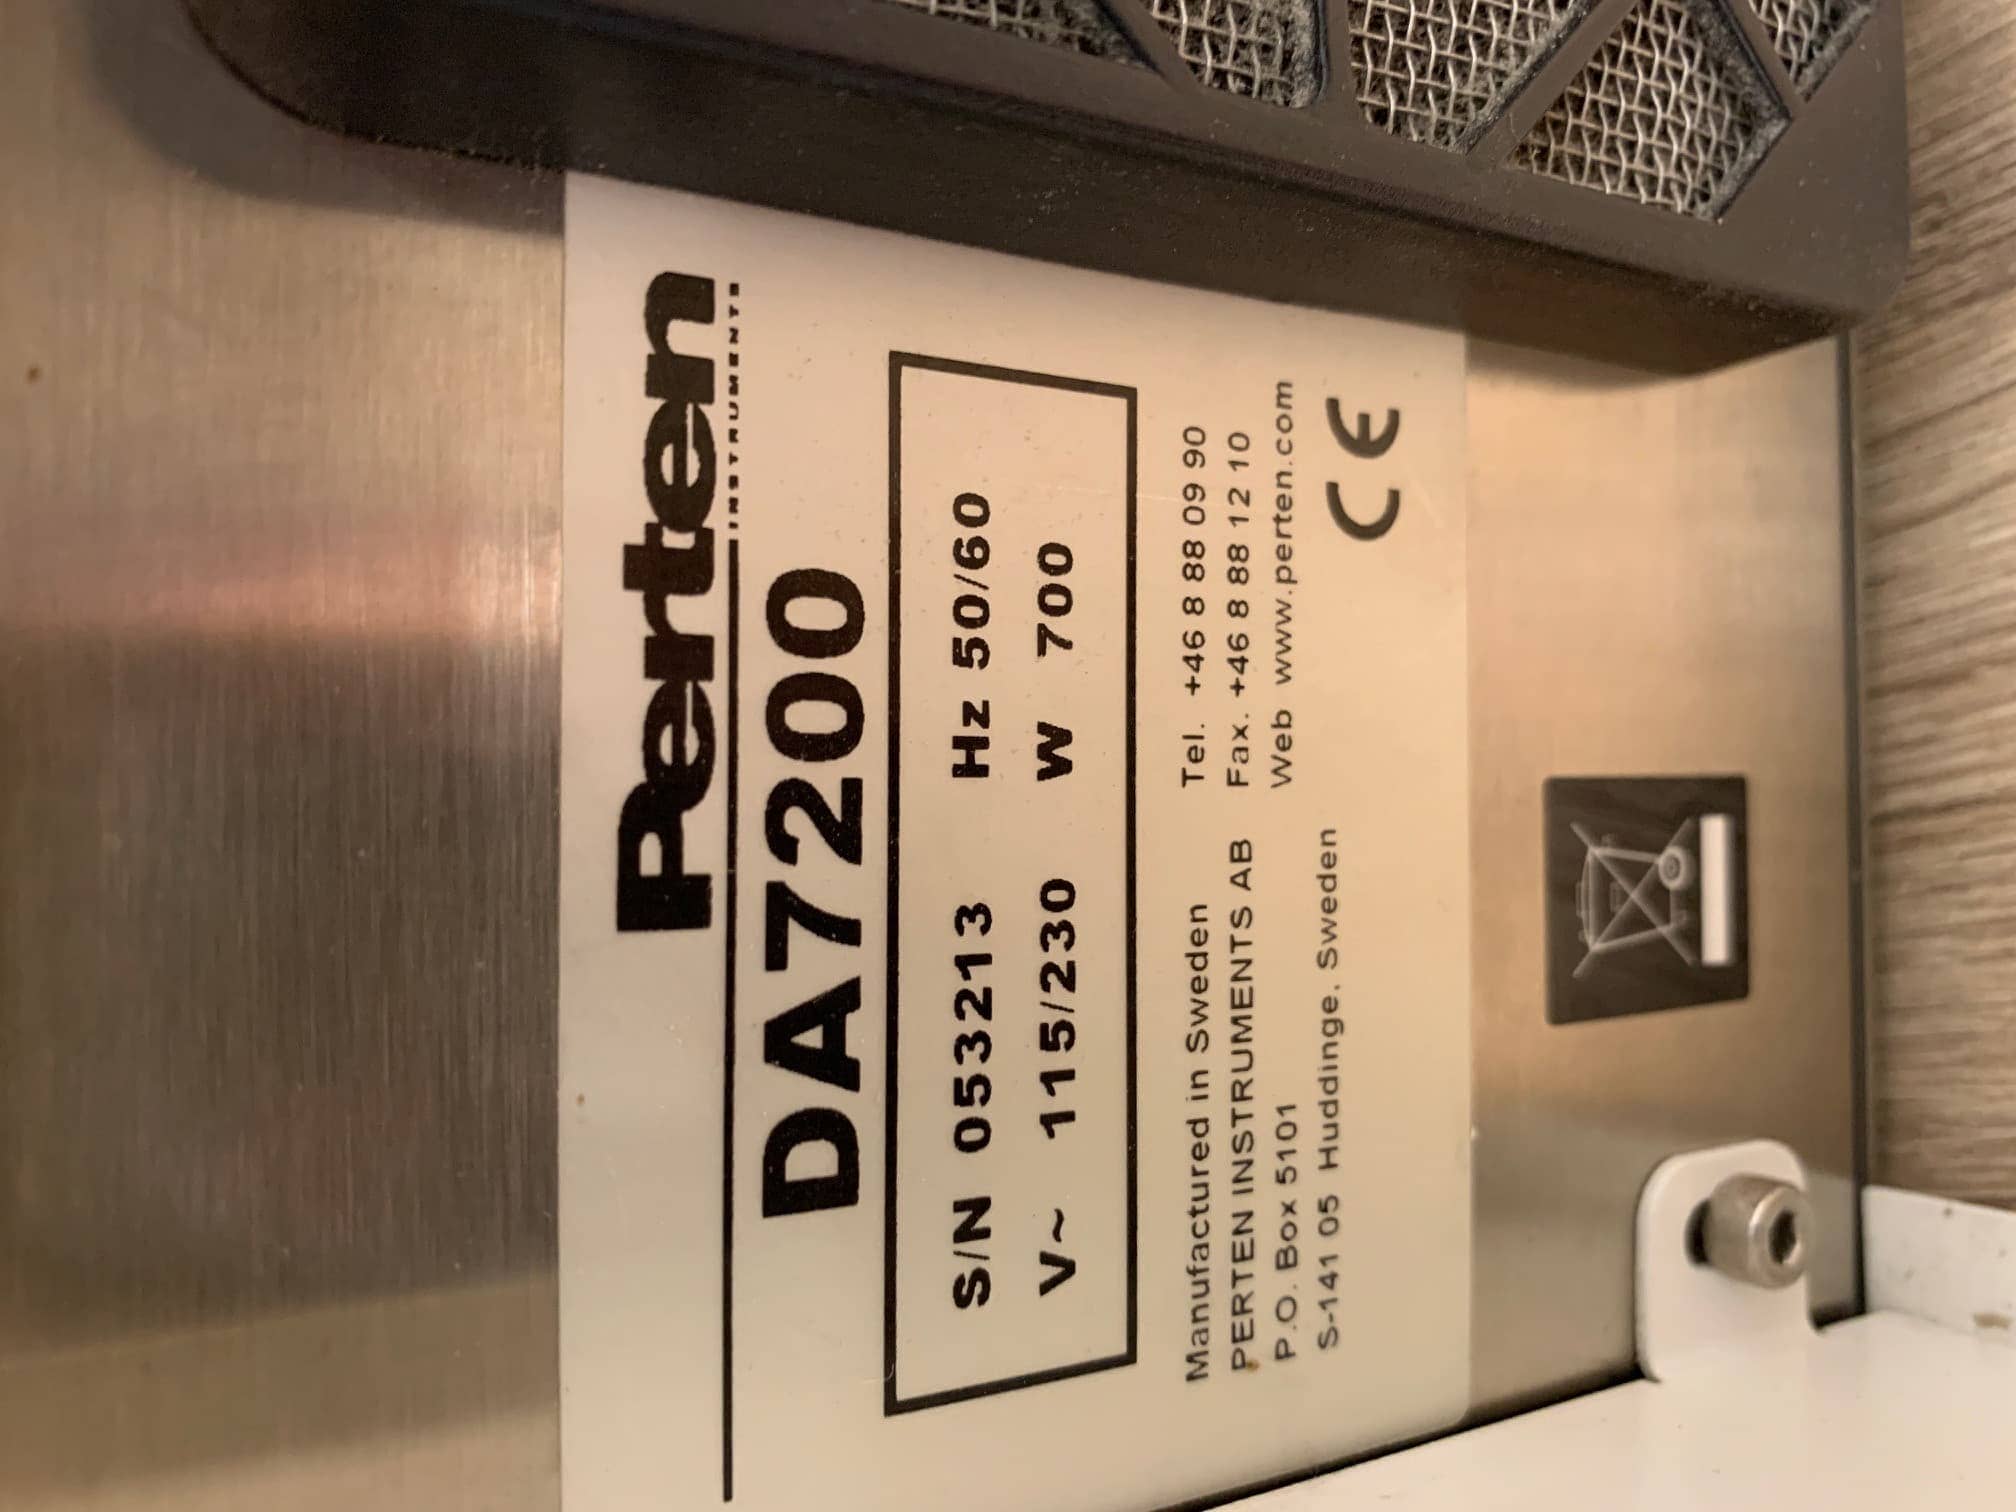 Perten
INSTRUMENTS
DA7200
S/N 053213 Hz 50/60
V~ 115/230 W 700
Manufactured in Sweden Tel. +46 8 88 09 90
PERTEN INSTRUMENTS AB Fax. +46 8 88 12 10
P.O. Box 5101 Web www.perten.com
S-141 05 Huddinge. Sweden
CE